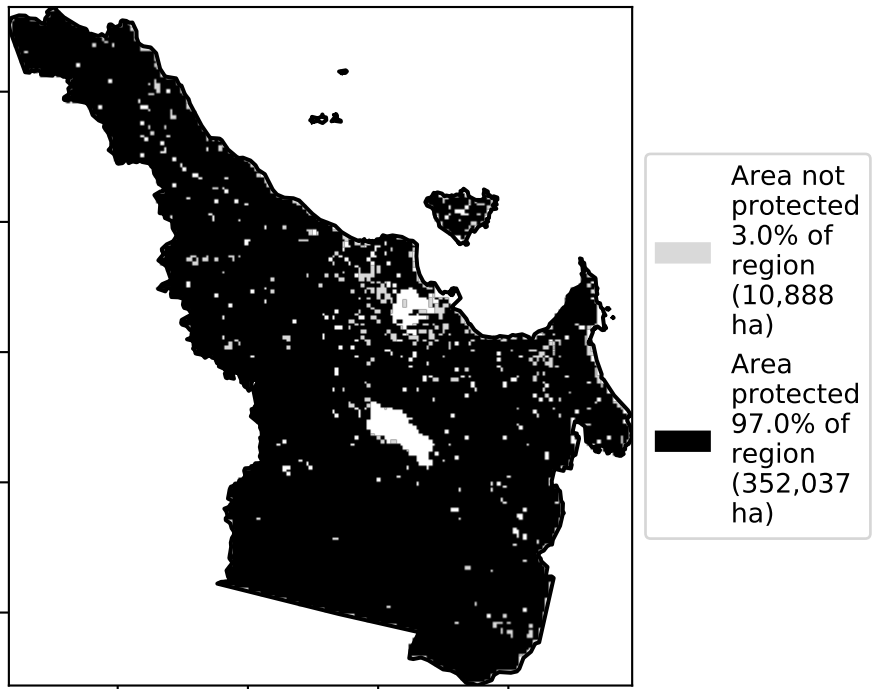 Area not
protected
3.0% of
region
(10,888
ha)
Area
protected
97.0% of
region
(352,037
ha)